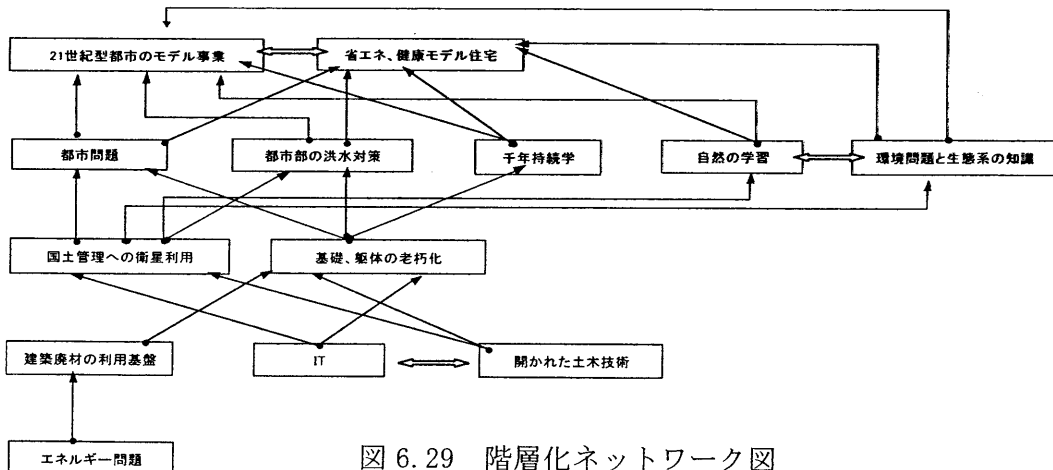 21世紀型都市のモデル事業
省エネ、健康モデル住宅
都市問題
都市部の洪水対策
千年持続学
自然の学習
環境問題と生態系の知識
国土管理への衛星利用
基礎、躯体の老朽化
建築廃材の利用基盤
IT
開かれた土木技術
エネルギー問題
図 6.29 階層化ネットワーク図